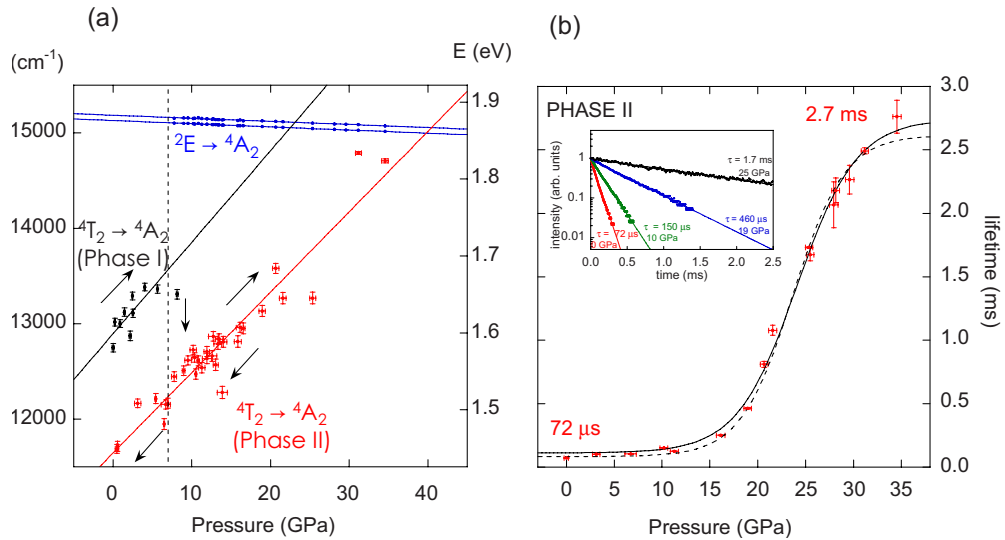 (a)
(cm⁻¹)
E (eV)
15000
14000
13000
12000
1.9
1.8
1.7
1.6
1.5
²E → ⁴A₂
⁴T₂ → ⁴A₂
(Phase I)
⁴T₂ → ⁴A₂
(Phase II)
0 10 20 30 40
Pressure (GPa)
(b)
PHASE II
2.7 ms
72 µs
intensity (arb. units)
1
0.1
0.01
τ = 1.7 ms
25 GPa
τ = 460 µs
19 GPa
τ = 150 µs
10 GPa
τ = 72 µs
0 GPa
0.0 0.5 1.0 1.5 2.0 2.5
time (ms)
3.0
2.5
2.0
1.5
1.0
0.5
0.0
lifetime (ms)
0 5 10 15 20 25 30 35
Pressure (GPa)